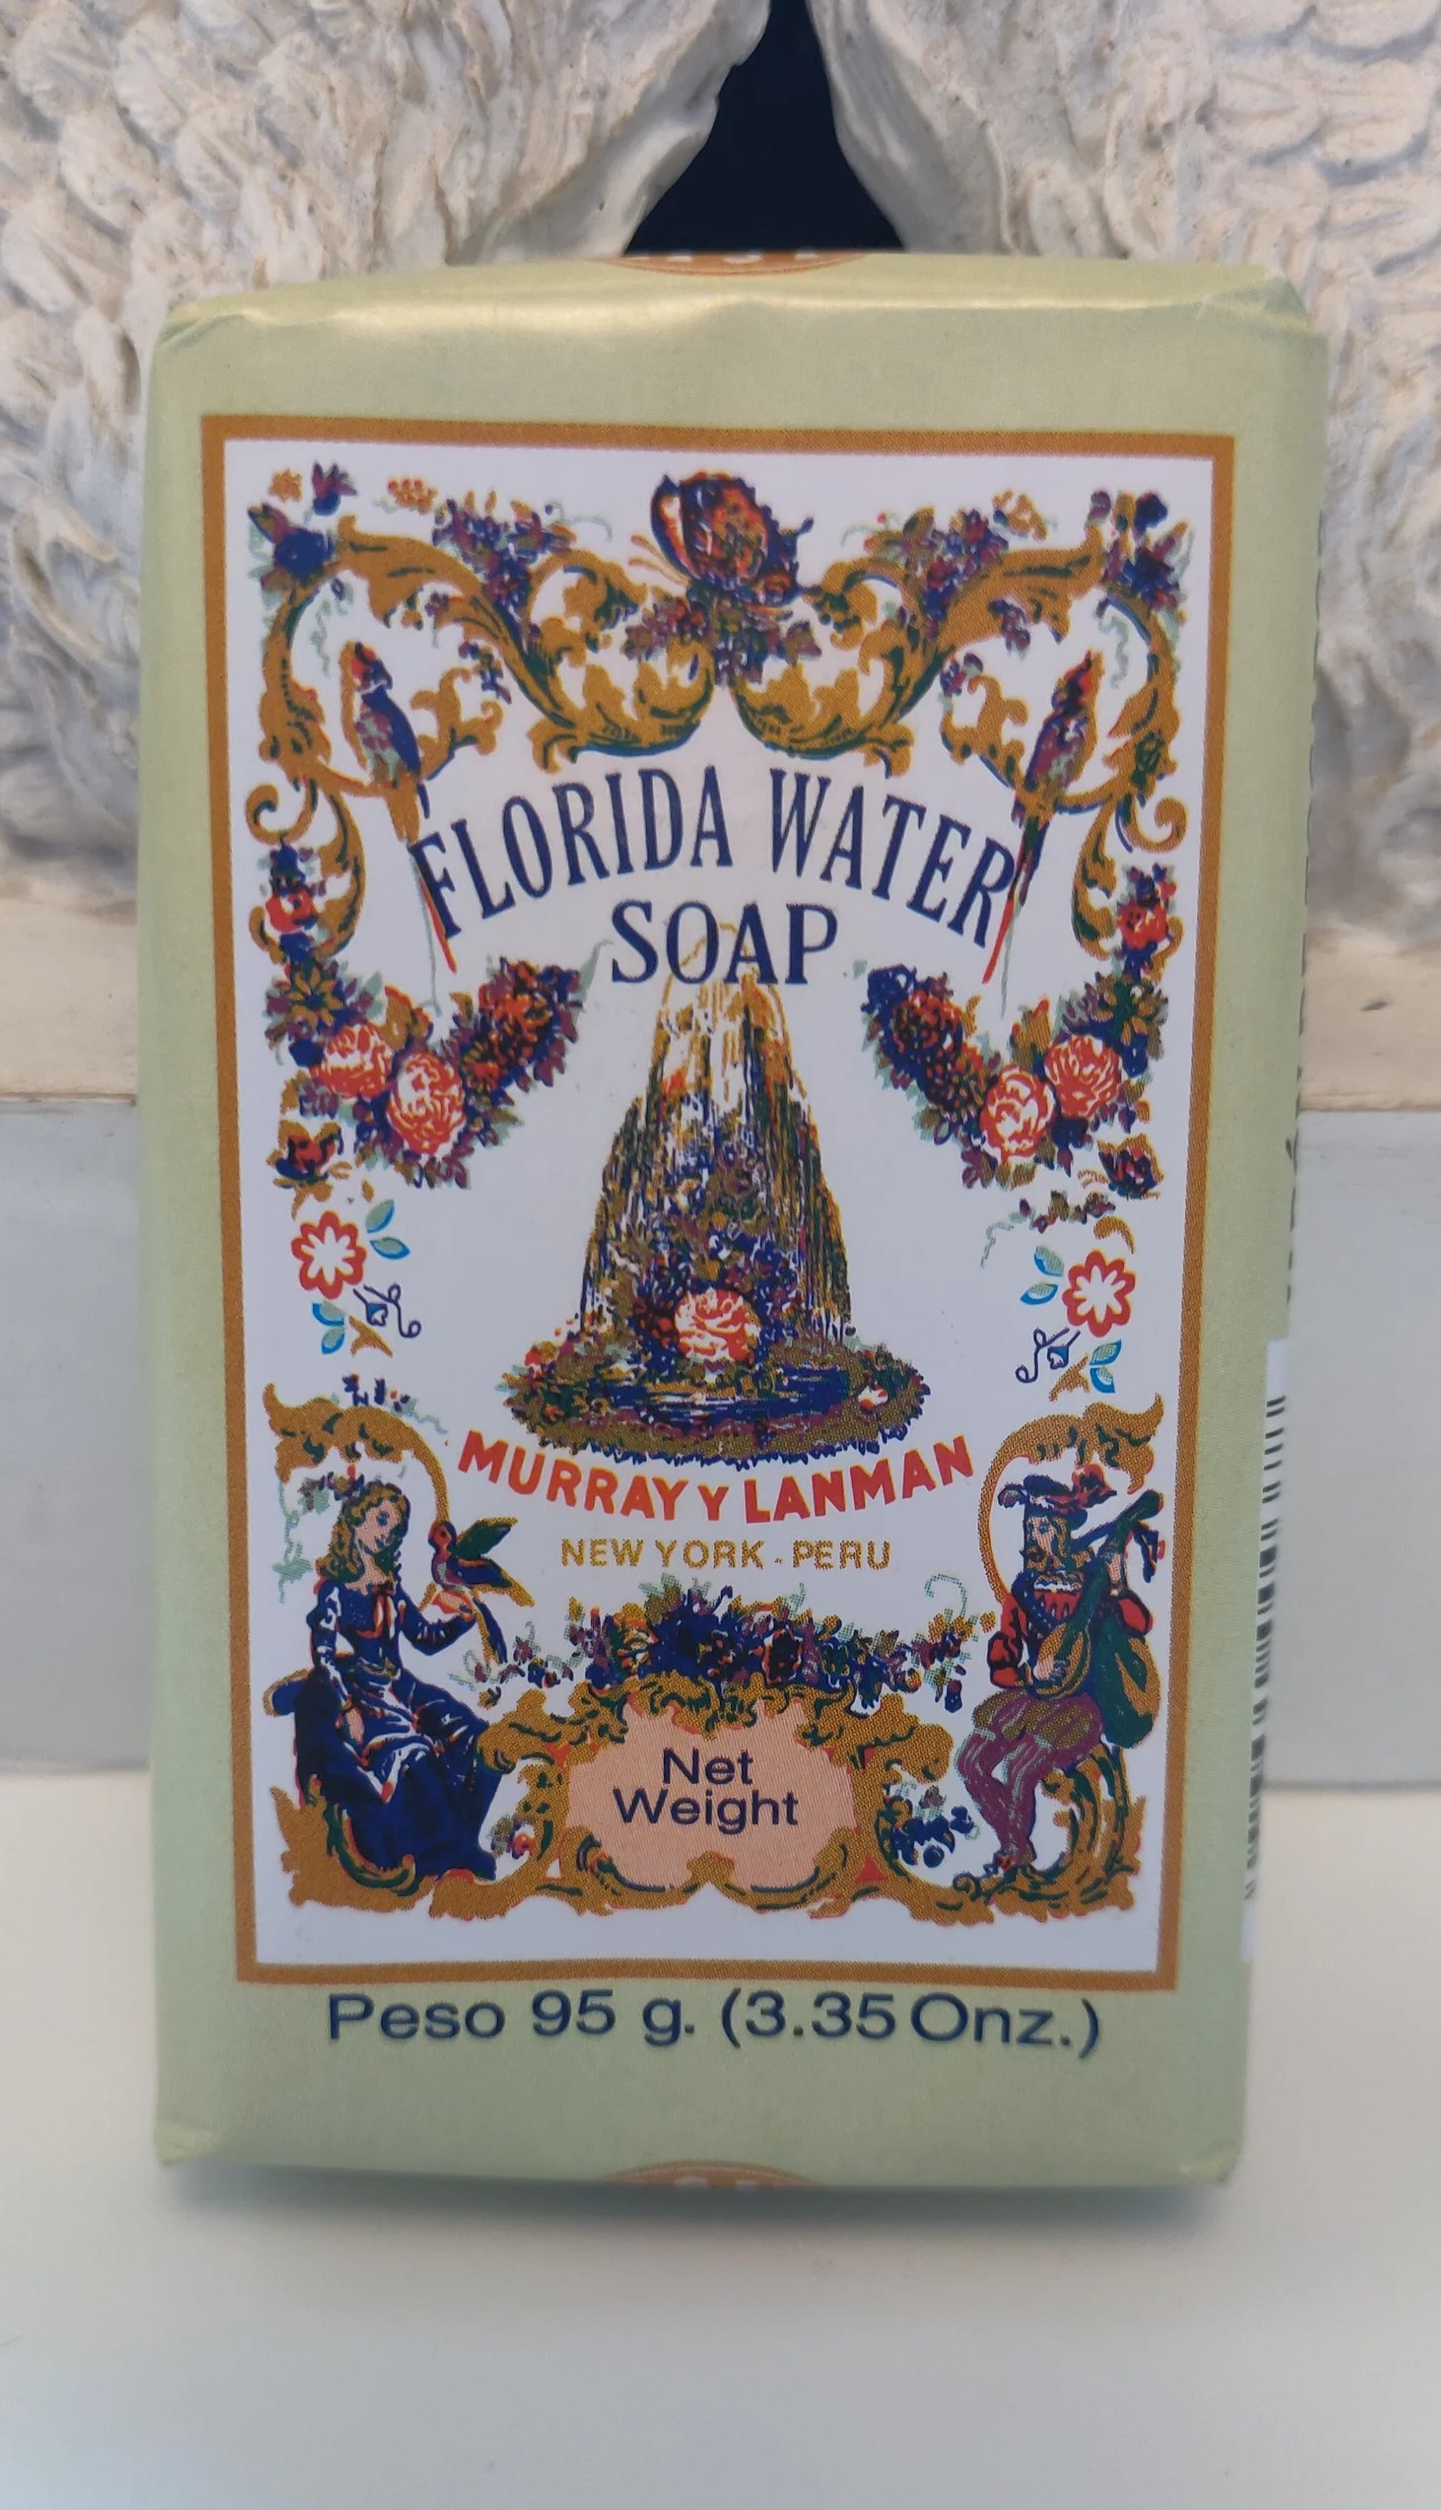 FLORIDA WATER
SOAP
MURRAY Y LANMAN
NEW YORK - PERU
Net
Weight
Peso 95 g. (3.35 Onz.)